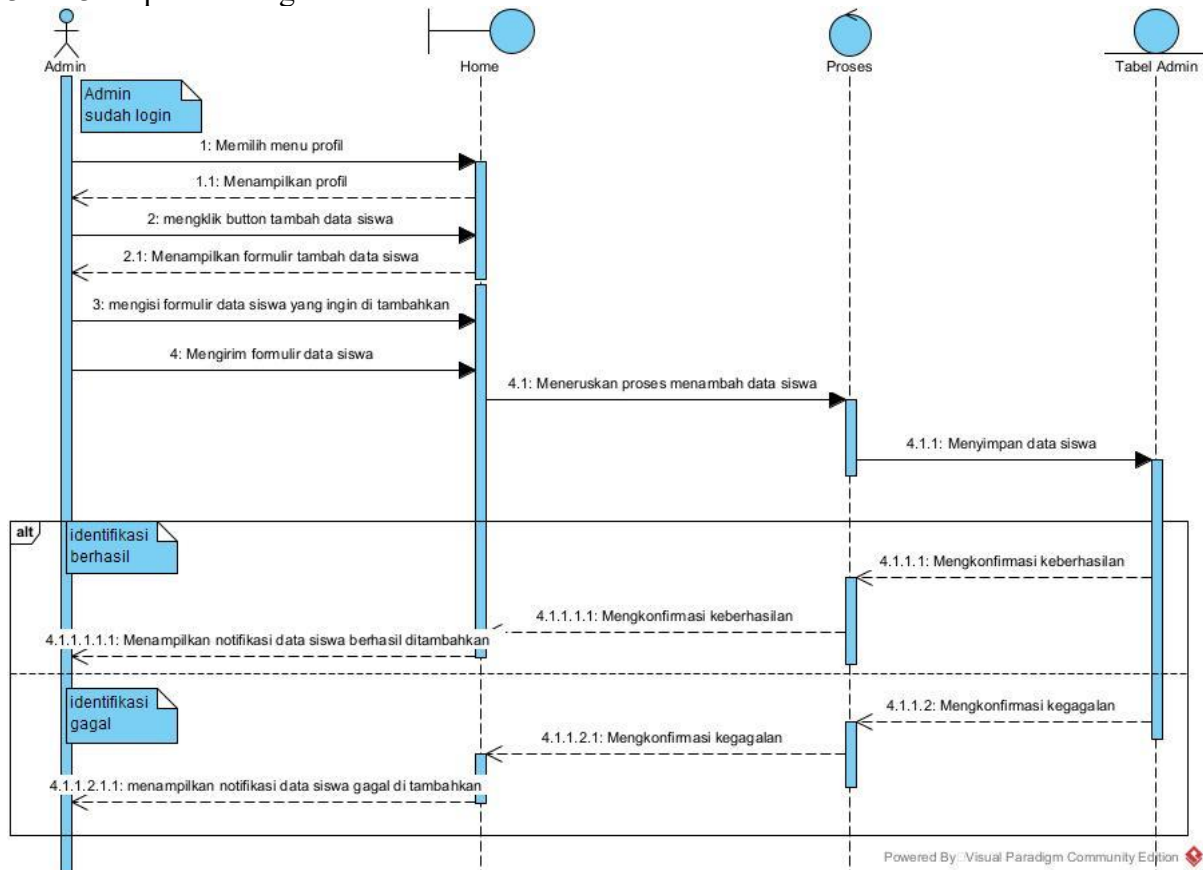 Admin
Home
Proses
Tabel Admin
Admin
sudah login
1: Memilih menu profil
1.1: Menampilkan profil
2: mengklik button tambah data siswa
2.1: Menampilkan formulir tambah data siswa
3: mengisi formulir data siswa yang ingin di tambahkan
4: Mengirim formulir data siswa
4.1: Meneruskan proses menambah data siswa
4.1.1: Menyimpan data siswa
alt
identifikasi
berhasil
4.1.1.1: Mengkonfirmasi keberhasilan
4.1.1.1.1: Mengkonfirmasi keberhasilan
4.1.1.1.1.1: Menampilkan notifikasi data siswa berhasil ditambahkan
identifikasi
gagal
4.1.1.2: Mengkonfirmasi kegagalan
4.1.1.2.1: Mengkonfirmasi kegagalan
4.1.1.2.1.1: menampilkan notifikasi data siswa gagal di tambahkan
Powered By Visual Paradigm Community Edition